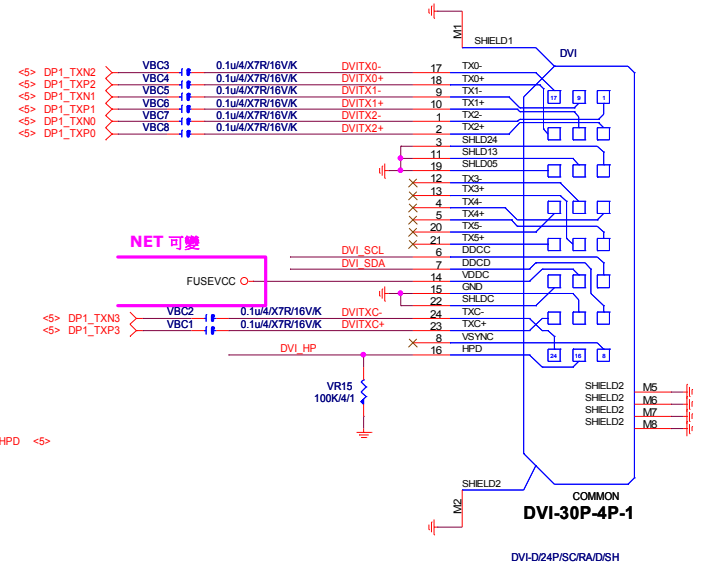 M1
SHIELD1
DVI
<5> DP1_TXN2 VBC3 0.1u/4/X7R/16V/K DVITX0- 17 TX0-
<5> DP1_TXP2 VBC4 0.1u/4/X7R/16V/K DVITX0+ 18 TX0+
<5> DP1_TXN1 VBC5 0.1u/4/X7R/16V/K DVITX1- 9 TX1-
<5> DP1_TXP1 VBC6 0.1u/4/X7R/16V/K DVITX1+ 10 TX1+
<5> DP1_TXN0 VBC7 0.1u/4/X7R/16V/K DVITX2- 1 TX2-
<5> DP1_TXP0 VBC8 0.1u/4/X7R/16V/K DVITX2+ 2 TX2+
17 9 1
3 SHLD24
11 SHLD13
19 SHLD05
12 TX3-
13 TX3+
4 TX4-
5 TX4+
20 TX5-
21 TX5+
NET 可變
DVI_SCL 6 DDCC
DVI_SDA 7 DDCD
FUSEVCC 14 VDDC
15 GND
22 SHLDC
<5> DP1_TXN3 VBC2 0.1u/4/X7R/16V/K DVITXC- 24 TXC-
<5> DP1_TXP3 VBC1 0.1u/4/X7R/16V/K DVITXC+ 23 TXC+
8 VSYNC
DVI_HP 16 HPD
24 16 8
VR15
100K/4/1
SHIELD2 M5
SHIELD2 M6
SHIELD2 M7
SHIELD2 M8
HPD <5>
SHIELD2
M2
COMMON
DVI-30P-4P-1
DVI-D/24P/SC/RA/D/SH